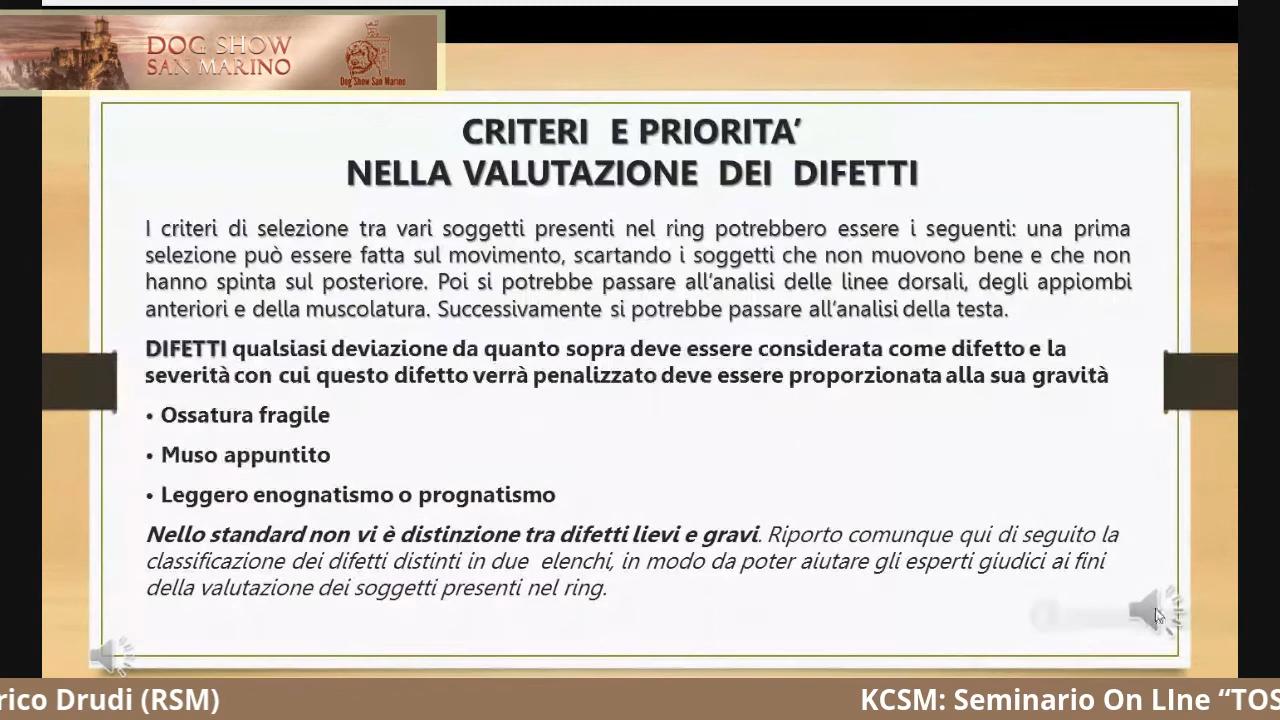 DOG SHOW
SAN MARINO
Dog Show San Marino
CRITERI E PRIORITA’
NELLA VALUTAZIONE DEI DIFETTI
I criteri di selezione tra vari soggetti presenti nel ring potrebbero essere i seguenti: una prima
selezione può essere fatta sul movimento, scartando i soggetti che non muovono bene e che non
hanno spinta sul posteriore. Poi si potrebbe passare all’analisi delle linee dorsali, degli appiombi
anteriori e della muscolatura. Successivamente si potrebbe passare all’analisi della testa.
DIFETTI qualsiasi deviazione da quanto sopra deve essere considerata come difetto e la
severità con cui questo difetto verrà penalizzato deve essere proporzionata alla sua gravità
• Ossatura fragile
• Muso appuntito
• Leggero enognatismo o prognatismo
Nello standard non vi è distinzione tra difetti lievi e gravi. Riporto comunque qui di seguito la
classificazione dei difetti distinti in due elenchi, in modo da poter aiutare gli esperti giudici ai fini
della valutazione dei soggetti presenti nel ring.
rico Drudi (RSM)
KCSM: Seminario On LIne “TOS